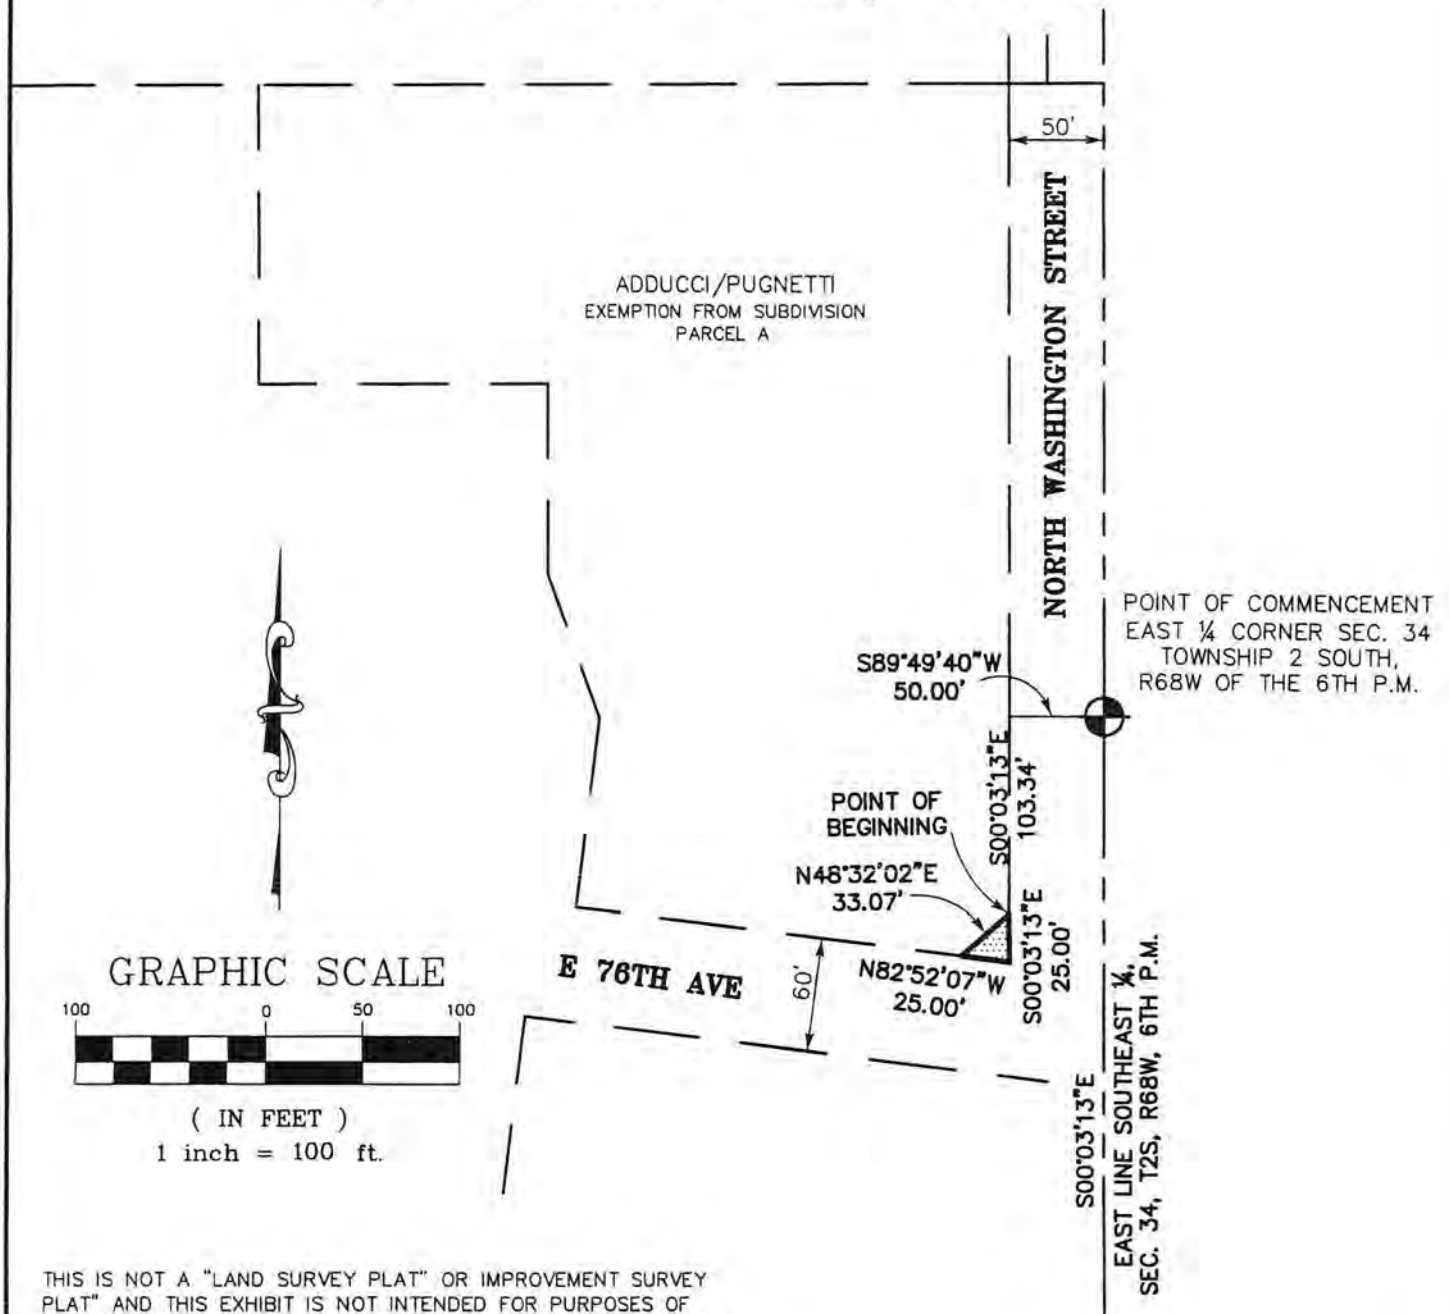 50'
NORTH WASHINGTON STREET
ADDUCCI/PUGNETTI
EXEMPTION FROM SUBDIVISION
PARCEL A
POINT OF COMMENCEMENT
EAST ¼ CORNER SEC. 34
TOWNSHIP 2 SOUTH,
R68W OF THE 6TH P.M.
S89°49'40"W
50.00'
S00°03'13"E
103.34'
POINT OF
BEGINNING
N48°32'02"E
33.07'
S00°03'13"E
25.00'
N82°52'07"W
25.00'
E 76TH AVE
60'
GRAPHIC SCALE
100 0 50 100
( IN FEET )
1 inch = 100 ft.
S00°03'13"E
EAST LINE SOUTHEAST ¼,
SEC. 34, T2S, R68W, 6TH P.M.
THIS IS NOT A "LAND SURVEY PLAT" OR IMPROVEMENT SURVEY
PLAT" AND THIS EXHIBIT IS NOT INTENDED FOR PURPOSES OF